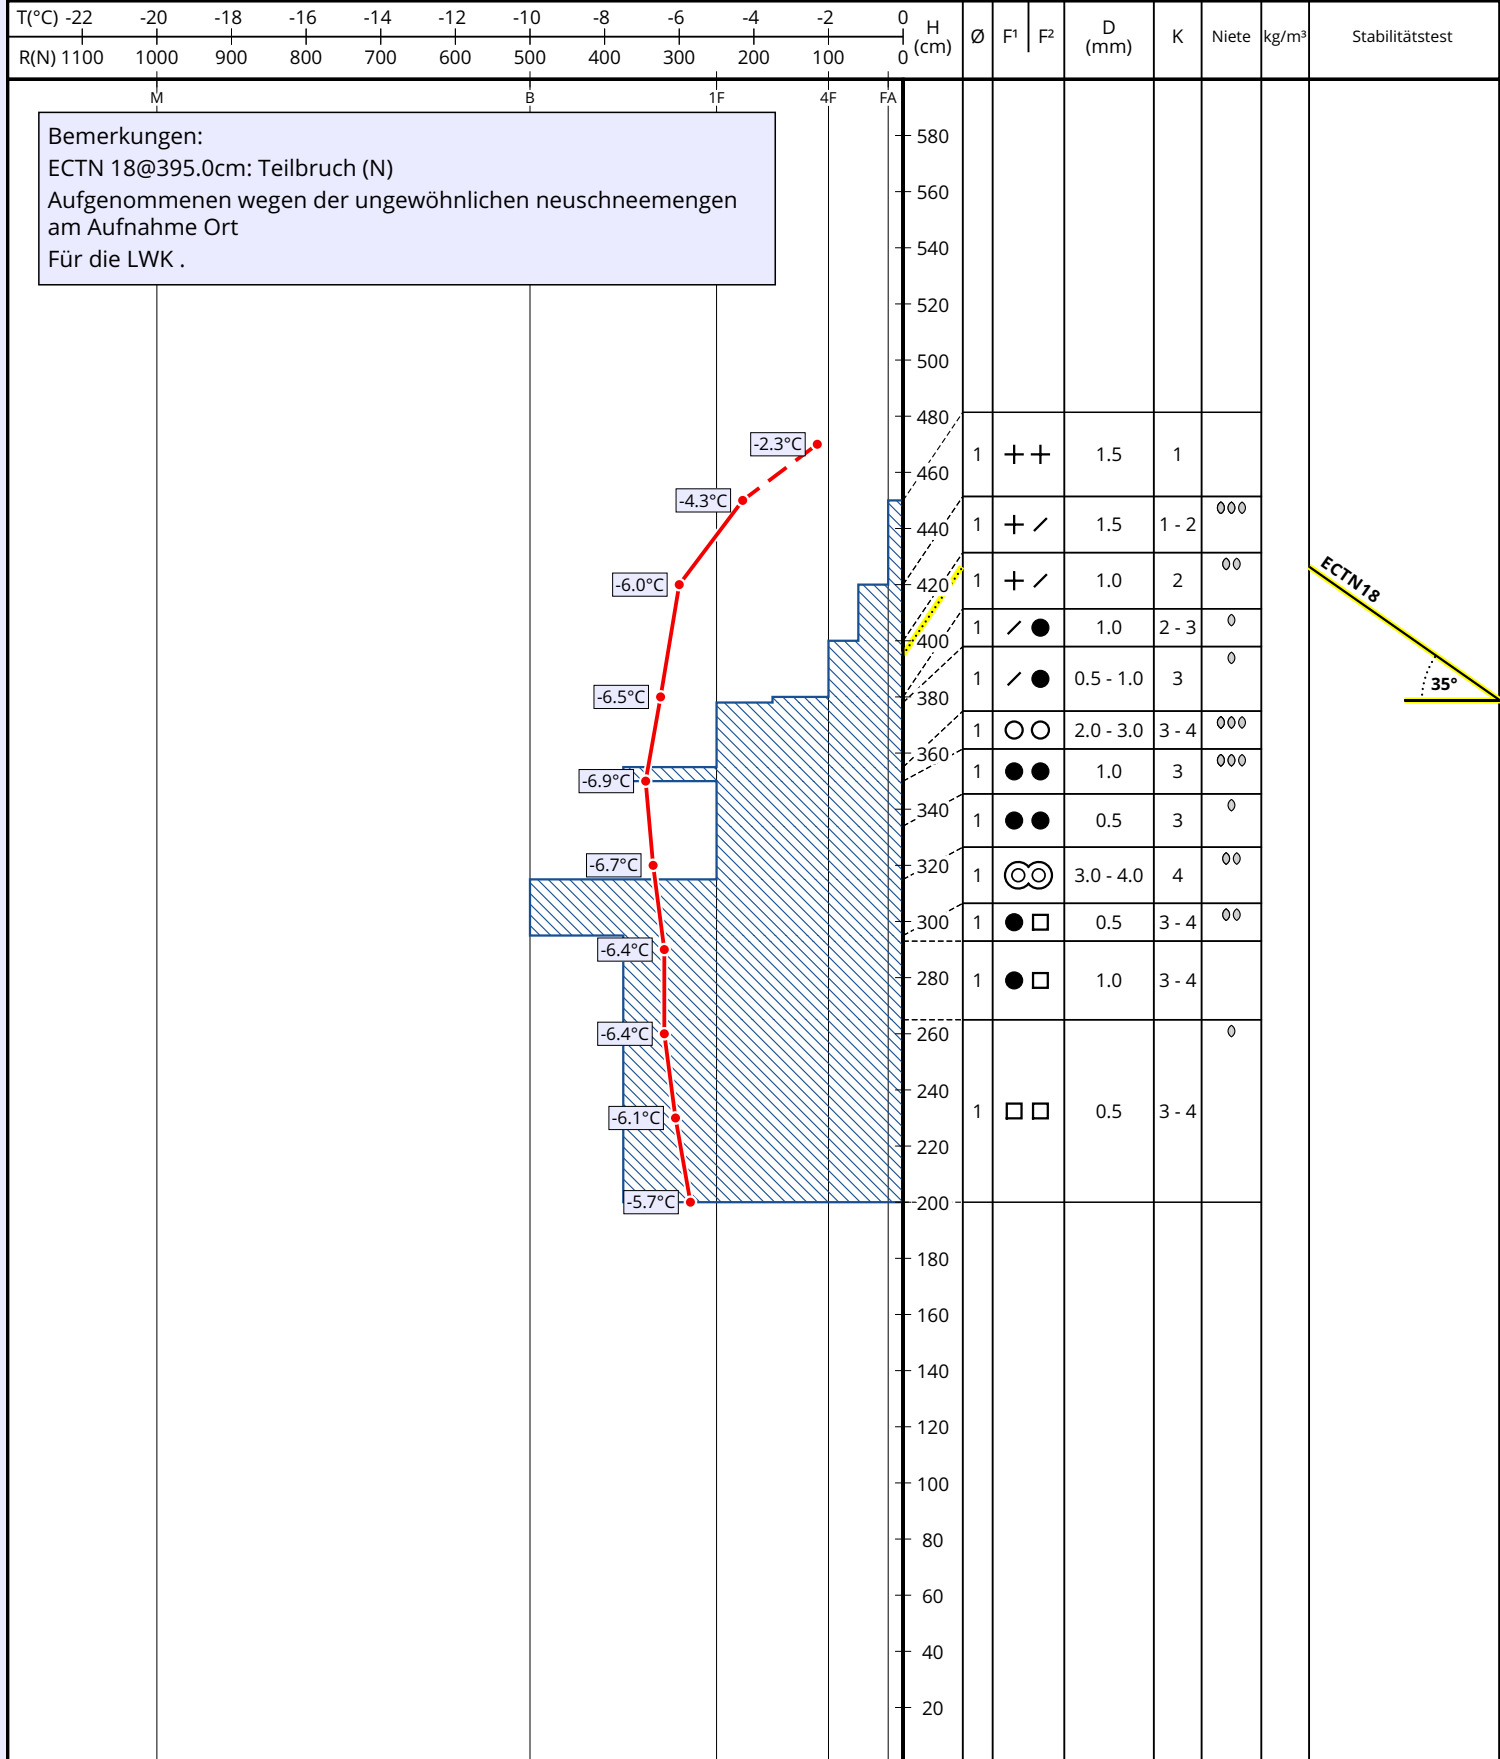 T(°C) -22 -20 -18 -16 -14 -12 -10 -8 -6 -4 -2 0
R(N) 1100 1000 900 800 700 600 500 400 300 200 100 0
H (cm) Ø F¹ F² D (mm) K Niete kg/m³ Stabilitätstest
M B 1F 4F FA
Bemerkungen:
ECTN 18@395.0cm: Teilbruch (N)
Aufgenommenen wegen der ungewöhnlichen neuschneemengen
am Aufnahme Ort
Für die LWK .
580
560
540
520
500
480
460
440
420
400
380
360
340
320
300
280
260
240
220
200
180
160
140
120
100
80
60
40
20
-2.3°C
-4.3°C
-6.0°C
-6.5°C
-6.9°C
-6.7°C
-6.4°C
-6.4°C
-6.1°C
-5.7°C
1 1.5 1
1 1.5 1 - 2
1 1.0 2
1 1.0 2 - 3
1 0.5 - 1.0 3
1 2.0 - 3.0 3 - 4
1 1.0 3
1 0.5 3
1 3.0 - 4.0 4
1 0.5 3 - 4
1 1.0 3 - 4
1 0.5 3 - 4
ECTN18
35°